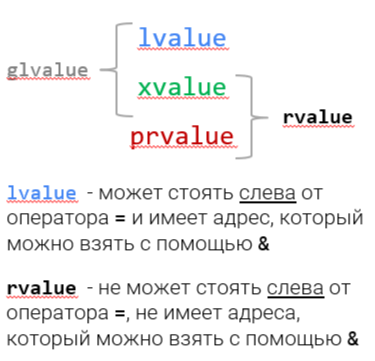 lvalue
glvalue
xvalue
rvalue
prvalue
lvalue - может стоять слева от
оператора = и имеет адрес, который
можно взять с помощью &
rvalue - не может стоять слева от
оператора =, не имеет адреса,
который можно взять с помощью &